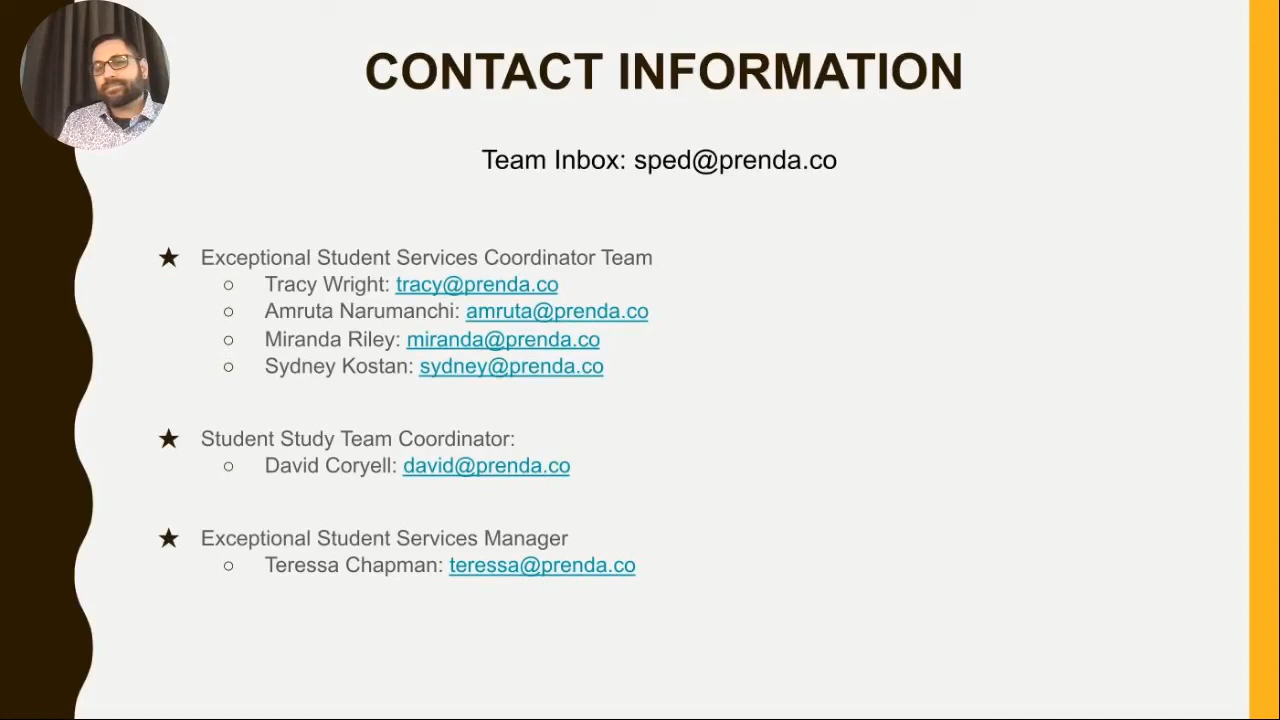 CONTACT INFORMATION
Team Inbox: sped@prenda.co
★ Exceptional Student Services Coordinator Team
○ Tracy Wright: tracy@prenda.co
○ Amruta Narumanchi: amruta@prenda.co
○ Miranda Riley: miranda@prenda.co
○ Sydney Kostan: sydney@prenda.co
★ Student Study Team Coordinator:
○ David Coryell: david@prenda.co
★ Exceptional Student Services Manager
○ Teressa Chapman: teressa@prenda.co